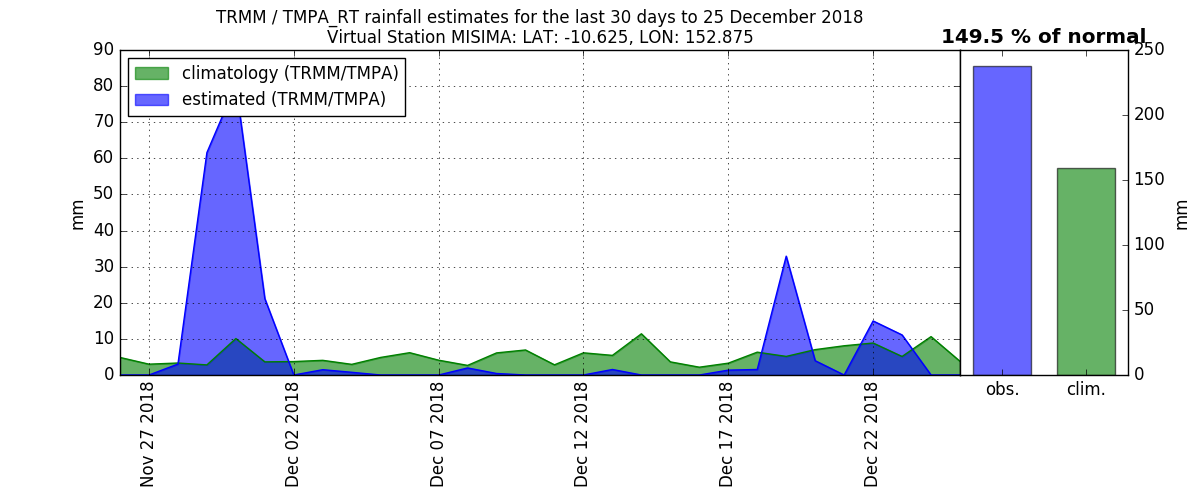 TRMM / TMPA_RT rainfall estimates for the last 30 days to 25 December 2018
Virtual Station MISIMA: LAT: -10.625, LON: 152.875
149.5 % of normal
climatology (TRMM/TMPA)
estimated (TRMM/TMPA)
mm
90
80
70
60
50
40
30
20
10
0
Nov 27 2018
Dec 02 2018
Dec 07 2018
Dec 12 2018
Dec 17 2018
Dec 22 2018
250
200
150
100
50
0
mm
obs.
clim.